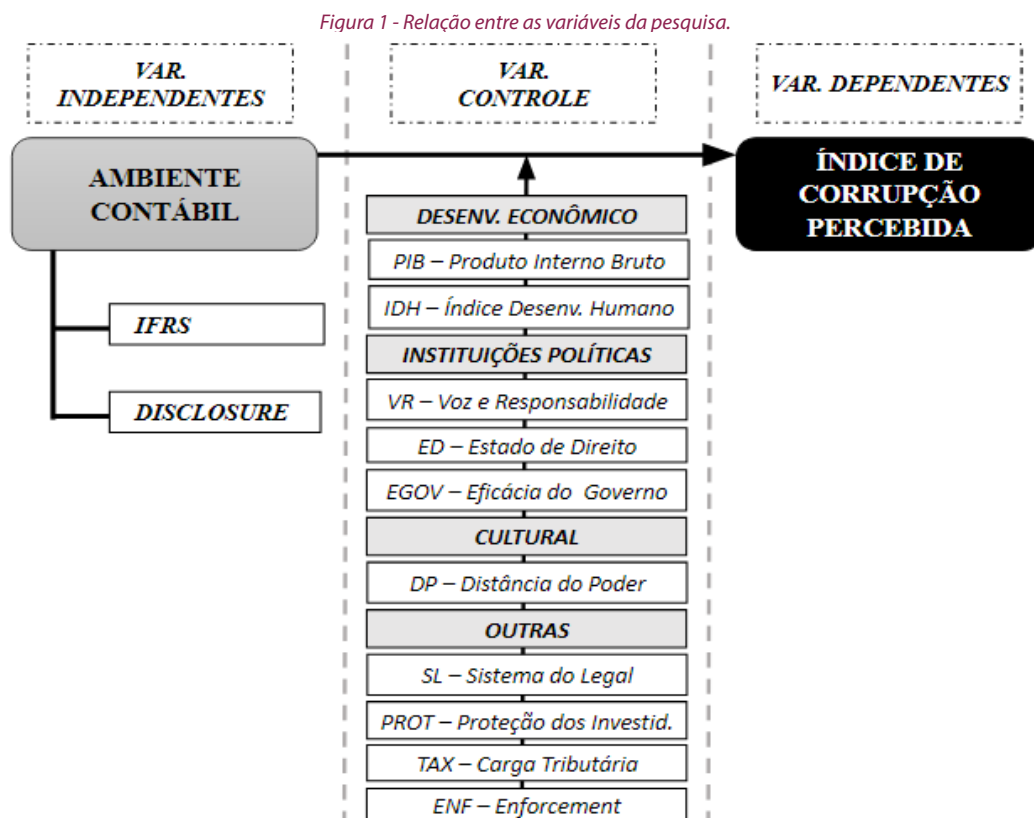 Figura 1 - Relação entre as variáveis da pesquisa.
VAR.
INDEPENDENTES
VAR.
CONTROLE
VAR. DEPENDENTES
AMBIENTE
CONTÁBIL
ÍNDICE DE
CORRUPÇÃO
PERCEBIDA
IFRS
DISCLOSURE
DESENV. ECONÔMICO
PIB – Produto Interno Bruto
IDH – Índice Desenv. Humano
INSTITUIÇÕES POLÍTICAS
VR – Voz e Responsabilidade
ED – Estado de Direito
EGOV – Eficácia do Governo
CULTURAL
DP – Distância do Poder
OUTRAS
SL – Sistema do Legal
PROT – Proteção dos Investid.
TAX – Carga Tributária
ENF – Enforcement